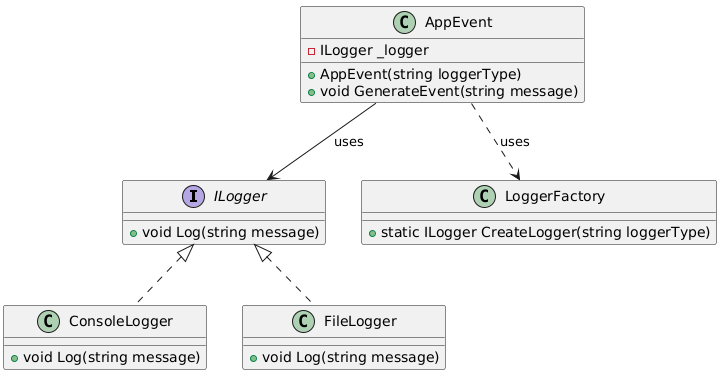 C AppEvent
ILogger _logger
AppEvent(string loggerType)
void GenerateEvent(string message)
uses
uses
I ILogger
void Log(string message)
C LoggerFactory
static ILogger CreateLogger(string loggerType)
C ConsoleLogger
void Log(string message)
C FileLogger
void Log(string message)